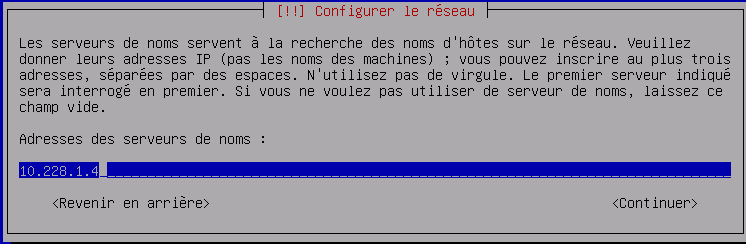 [!!] Configurer le réseau
Les serveurs de noms servent à la recherche des noms d'hôtes sur le réseau. Veuillez
donner leurs adresses IP (pas les noms des machines) ; vous pouvez inscrire au plus trois
adresses, séparées par des espaces. N'utilisez pas de virgule. Le premier serveur indiqué
sera interrogé en premier. Si vous ne voulez pas utiliser de serveur de noms, laissez ce
champ vide.
Adresses des serveurs de noms :
10.228.1.4
<Revenir en arrière> <Continuer>